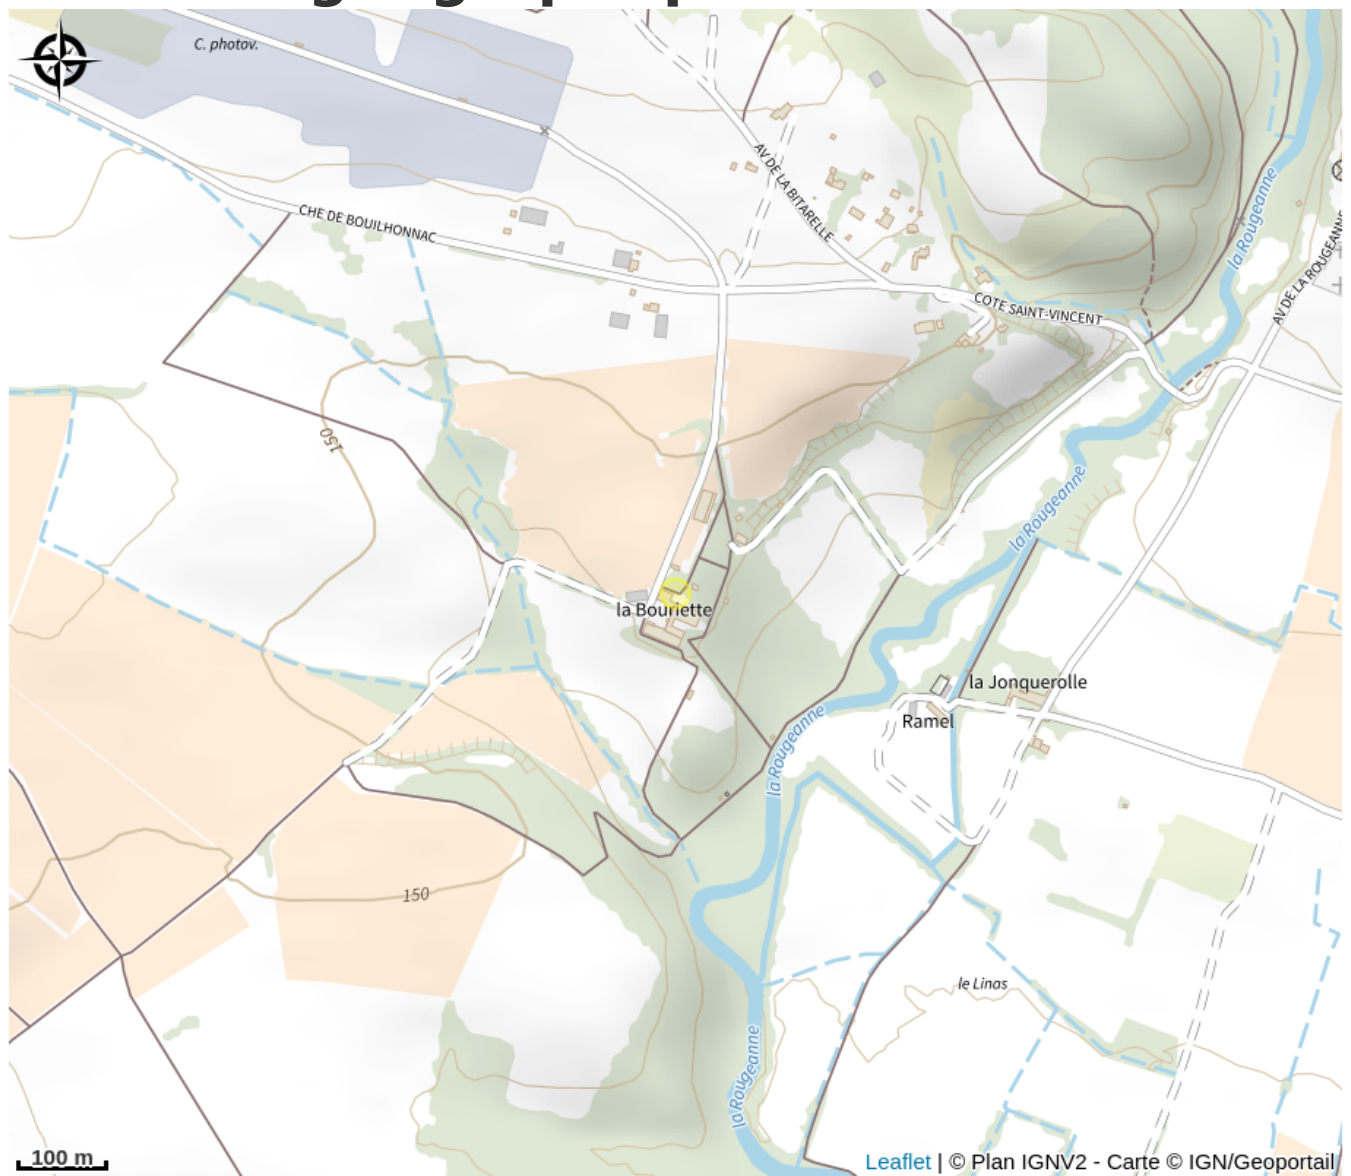 C. photov.
AV DE LA BITARELLE
CHE DE BOUILHONNAC
la Rougeanne
AV DE LA ROUGEANNE
COTE SAINT-VINCENT
150
la Rougeanne
la Bouriette
la Jonquerolle
Ramel
la Rougeanne
150
le Linas
la Rougeanne
100 m
Leaflet | © Plan IGNV2 - Carte © IGN/Geoportail